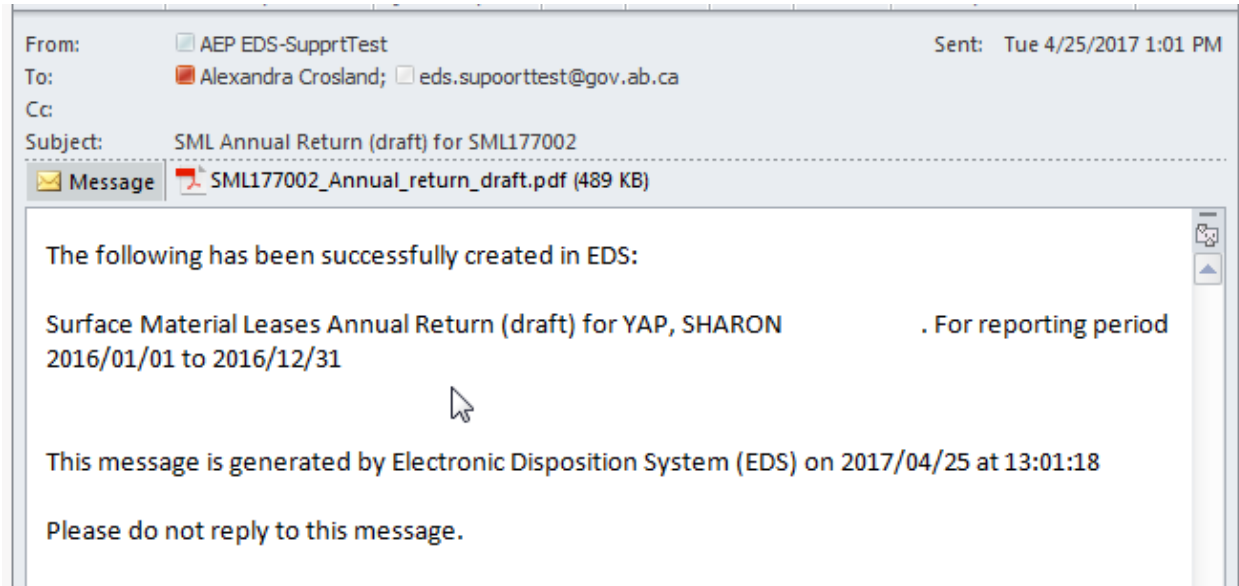 From: AEP EDS-SupprtTest Sent: Tue 4/25/2017 1:01 PM
To: Alexandra Crosland; eds.supoorttest@gov.ab.ca
Cc:
Subject: SML Annual Return (draft) for SML177002
Message SML177002_Annual_return_draft.pdf (489 KB)
The following has been successfully created in EDS:
Surface Material Leases Annual Return (draft) for YAP, SHARON . For reporting period
2016/01/01 to 2016/12/31
This message is generated by Electronic Disposition System (EDS) on 2017/04/25 at 13:01:18
Please do not reply to this message.